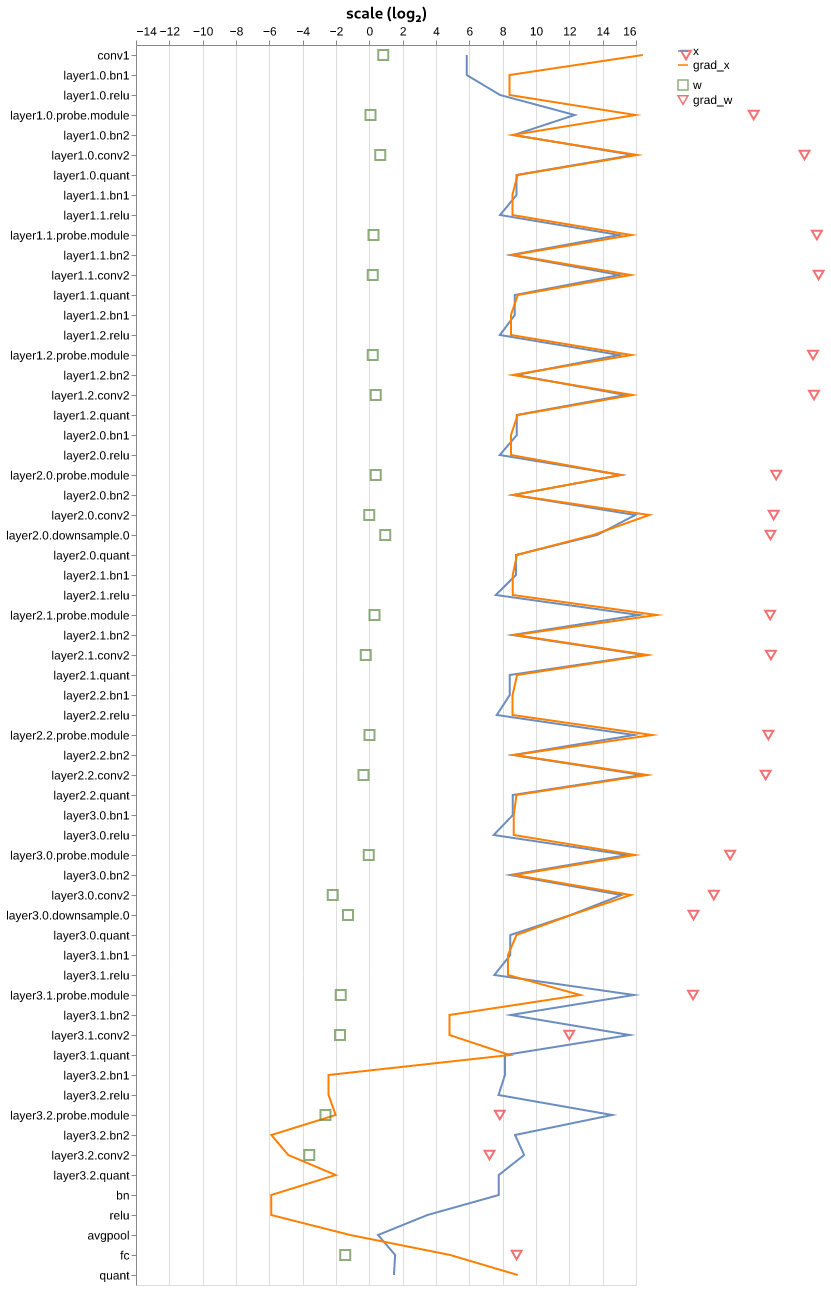 scale (log₂)
−14 −12 −10 −8 −6 −4 −2 0 2 4 6 8 10 12 14 16
x
grad_x
w
grad_w
conv1
layer1.0.bn1
layer1.0.relu
layer1.0.probe.module
layer1.0.bn2
layer1.0.conv2
layer1.0.quant
layer1.1.bn1
layer1.1.relu
layer1.1.probe.module
layer1.1.bn2
layer1.1.conv2
layer1.1.quant
layer1.2.bn1
layer1.2.relu
layer1.2.probe.module
layer1.2.bn2
layer1.2.conv2
layer1.2.quant
layer2.0.bn1
layer2.0.relu
layer2.0.probe.module
layer2.0.bn2
layer2.0.conv2
layer2.0.downsample.0
layer2.0.quant
layer2.1.bn1
layer2.1.relu
layer2.1.probe.module
layer2.1.bn2
layer2.1.conv2
layer2.1.quant
layer2.2.bn1
layer2.2.relu
layer2.2.probe.module
layer2.2.bn2
layer2.2.conv2
layer2.2.quant
layer3.0.bn1
layer3.0.relu
layer3.0.probe.module
layer3.0.bn2
layer3.0.conv2
layer3.0.downsample.0
layer3.0.quant
layer3.1.bn1
layer3.1.relu
layer3.1.probe.module
layer3.1.bn2
layer3.1.conv2
layer3.1.quant
layer3.2.bn1
layer3.2.relu
layer3.2.probe.module
layer3.2.bn2
layer3.2.conv2
layer3.2.quant
bn
relu
avgpool
fc
quant